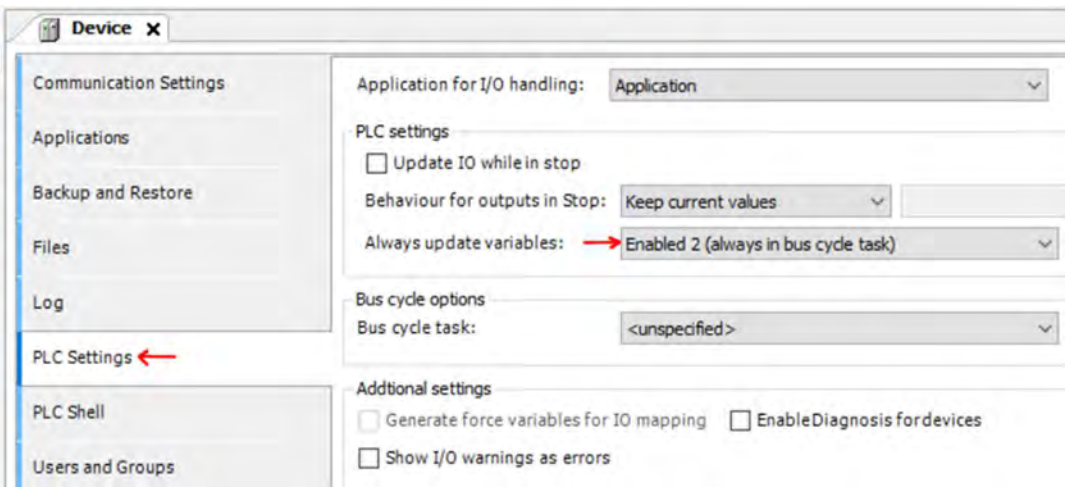 Device
Communication Settings
Applications
Backup and Restore
Files
Log
PLC Settings
PLC Shell
Users and Groups
Application for I/O handling: Application
PLC settings
Update IO while in stop
Behaviour for outputs in Stop: Keep current values
Always update variables: Enabled 2 (always in bus cycle task)
Bus cycle options
Bus cycle task: <unspecified>
Addtional settings
Generate force variables for IO mapping EnableDiagnosis fordevices
Show I/O warnings as errors